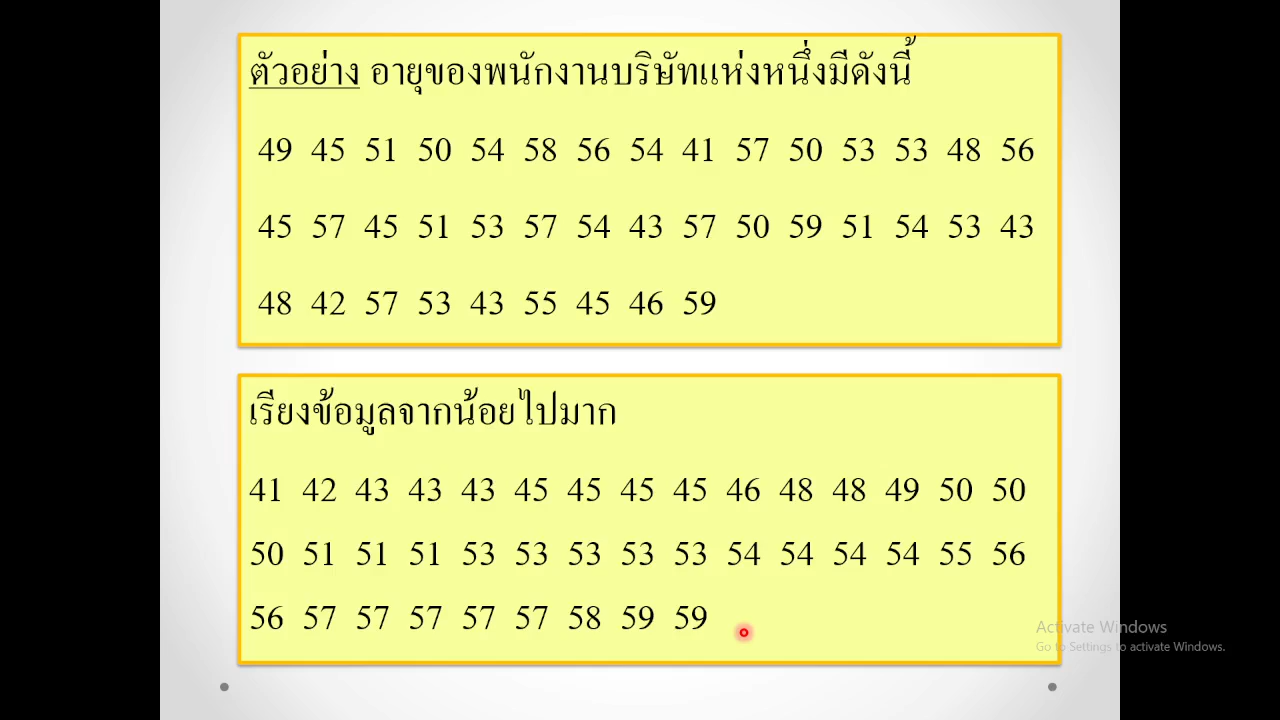 ตัวอย่าง อายุของพนักงานบริษัทแห่งหนึ่งมีดังนี้
49 45 51 50 54 58 56 54 41 57 50 53 53 48 56
45 57 45 51 53 57 54 43 57 50 59 51 54 53 43
48 42 57 53 43 55 45 46 59
เรียงข้อมูลจากน้อยไปมาก
41 42 43 43 43 45 45 45 45 46 48 48 49 50 50
50 51 51 51 53 53 53 53 53 54 54 54 54 55 56
56 57 57 57 57 57 58 59 59
Activate Windows
Go to Settings to activate Windows.